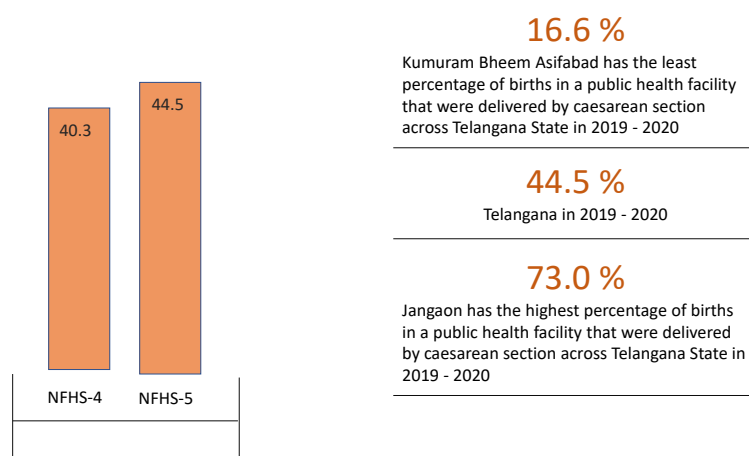 40.3
44.5
NFHS-4
NFHS-5
16.6 %
Kumuram Bheem Asifabad has the least
percentage of births in a public health facility
that were delivered by caesarean section
across Telangana State in 2019 - 2020
44.5 %
Telangana in 2019 - 2020
73.0 %
Jangaon has the highest percentage of births
in a public health facility that were delivered
by caesarean section across Telangana State in
2019 - 2020